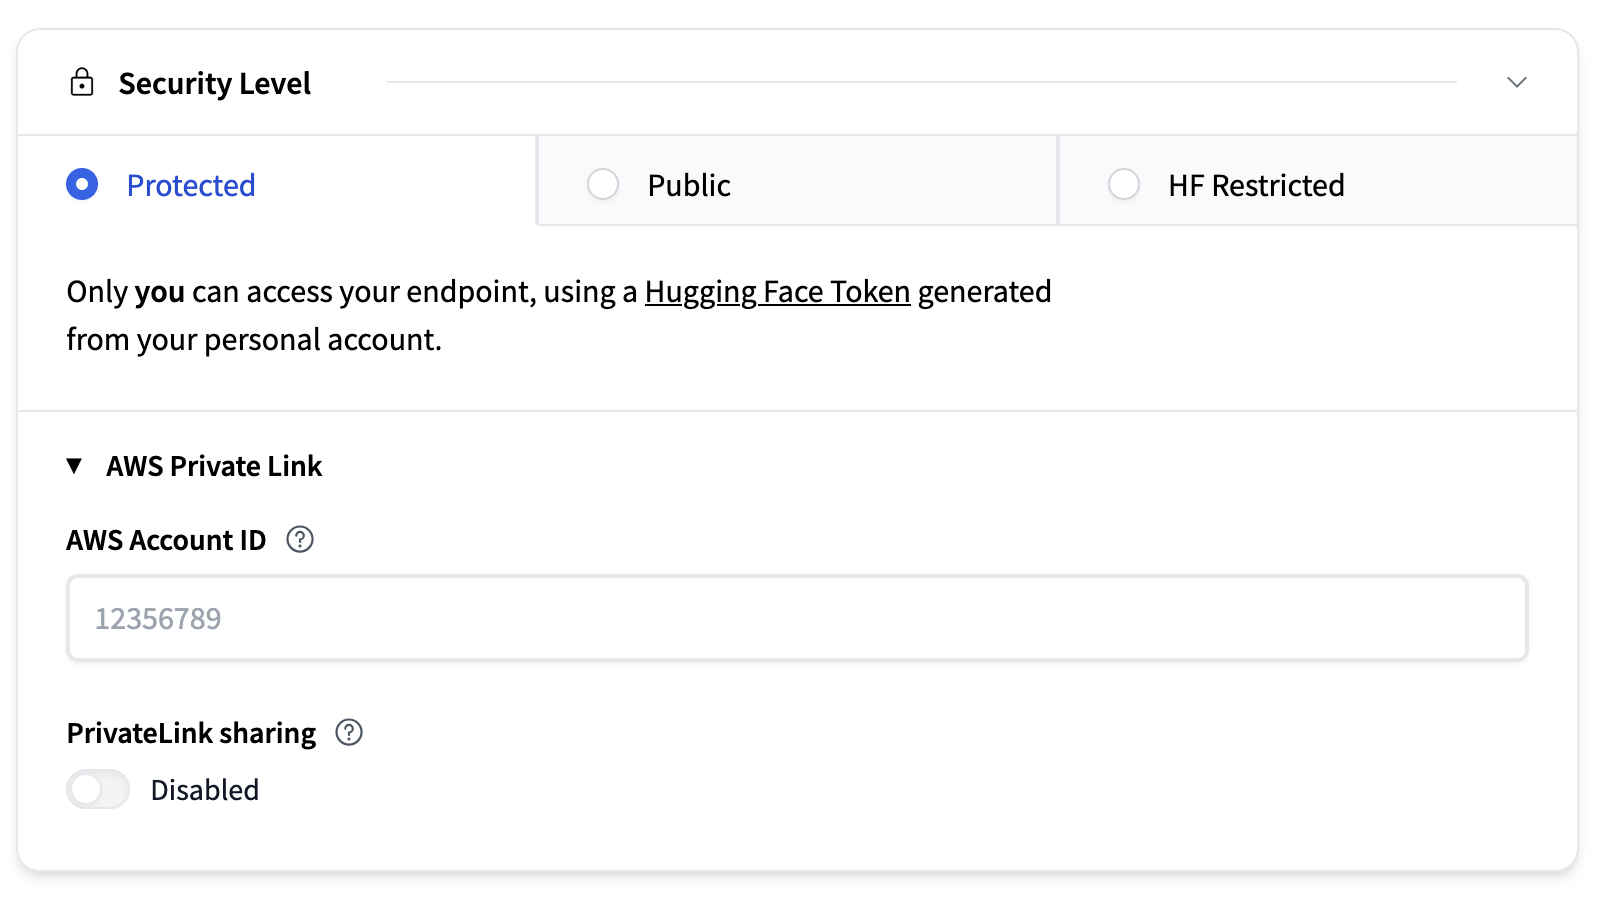 Security Level
Protected
Public
HF Restricted
Only you can access your endpoint, using a Hugging Face Token generated
from your personal account.
AWS Private Link
AWS Account ID
12356789
PrivateLink sharing
Disabled